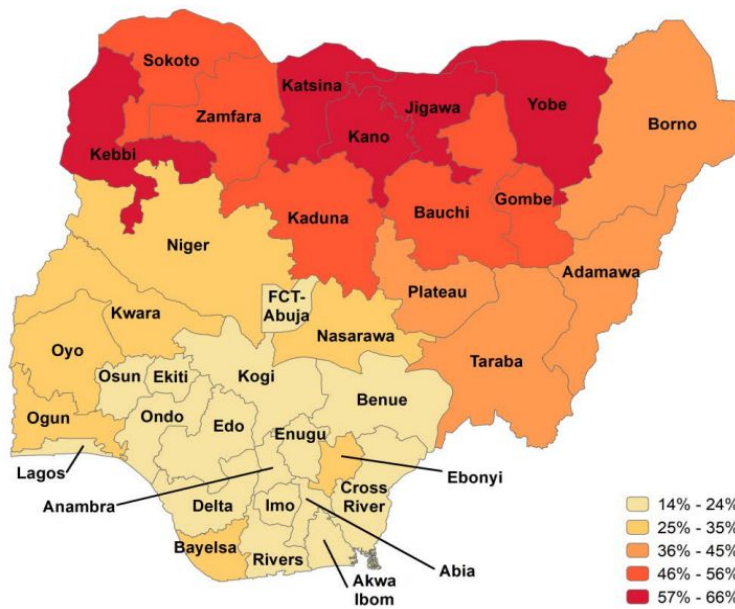 Sokoto
Katsina
Yobe
Jigawa
Zamfara
Kano
Borno
Kebbi
Gombe
Kaduna
Bauchi
Niger
Adamawa
FCT-
Abuja
Plateau
Kwara
Nasarawa
Oyo
Taraba
Osun
Ekiti
Kogi
Benue
Ogun
Ondo
Edo
Enugu
Lagos
Ebonyi
Anambra
Cross
River
Delta
Imo
Bayelsa
Rivers
Abia
Akwa
Ibom
14% - 24%
25% - 35%
36% - 45%
46% - 56%
57% - 66%